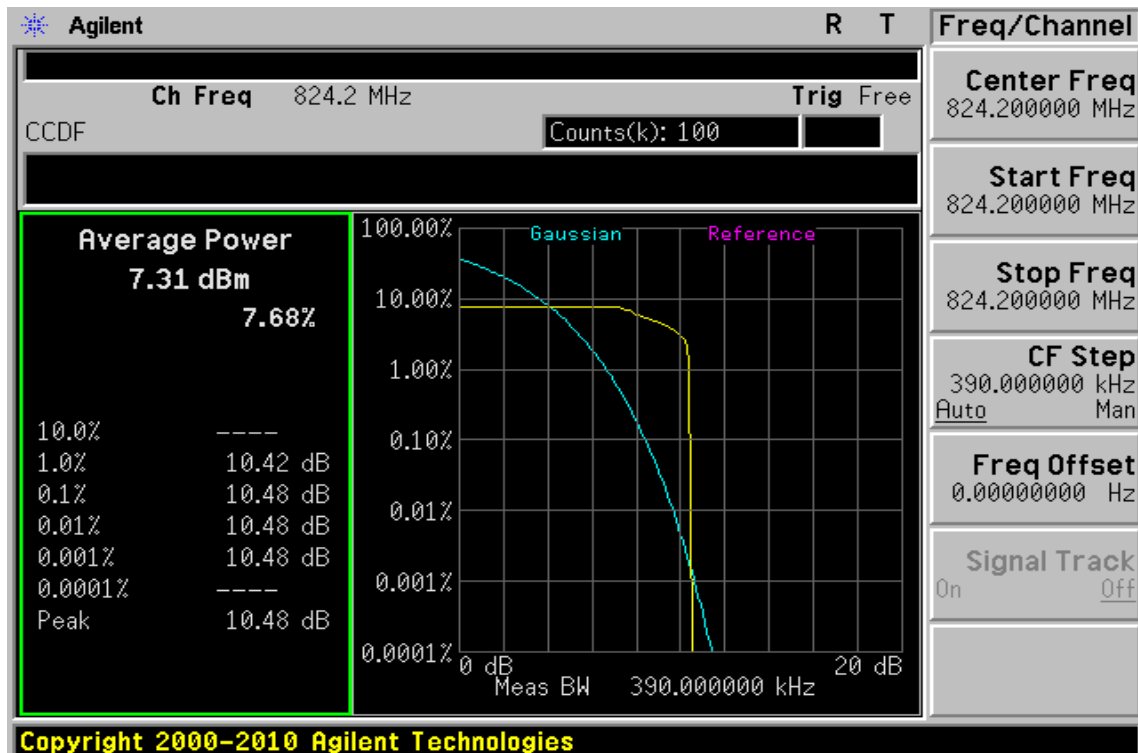 Agilent R T Freq/Channel
Ch Freq 824.2 MHz Trig Free
CCDF Counts(k): 100
Center Freq
824.200000 MHz
Start Freq
824.200000 MHz
Stop Freq
824.200000 MHz
CF Step
390.000000 kHz
Auto Man
Freq Offset
0.00000000 Hz
Signal Track
On Off
Average Power
7.31 dBm
7.68%
10.0% ----
1.0% 10.42 dB
0.1% 10.48 dB
0.01% 10.48 dB
0.001% 10.48 dB
0.0001% ----
Peak 10.48 dB
Gaussian Reference
100.00%
10.00%
1.00%
0.10%
0.01%
0.001%
0.0001%
0 dB 20 dB
Meas BW 390.000000 kHz
Copyright 2000-2010 Agilent Technologies